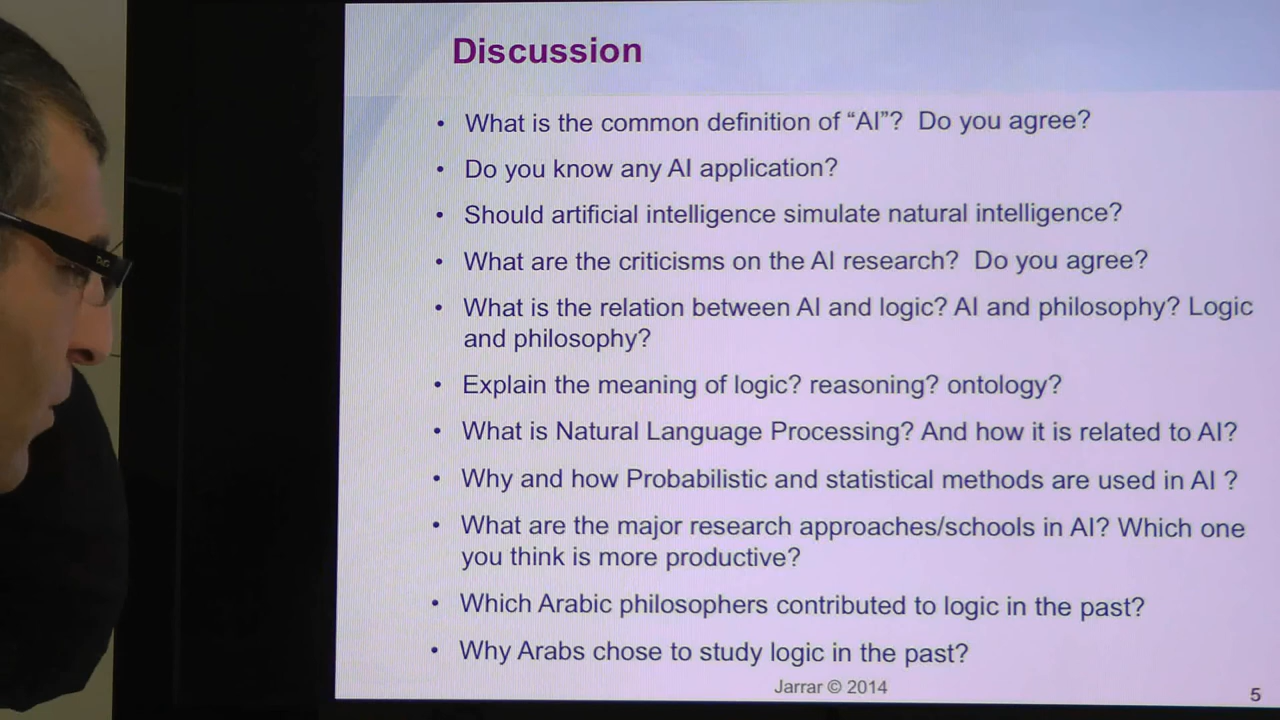 Discussion
• What is the common definition of “AI”?  Do you agree?
• Do you know any AI application?
• Should artificial intelligence simulate natural intelligence?
• What are the criticisms on the AI research?  Do you agree?
• What is the relation between AI and logic? AI and philosophy? Logic
and philosophy?
• Explain the meaning of logic? reasoning? ontology?
• What is Natural Language Processing? And how it is related to AI?
• Why and how Probabilistic and statistical methods are used in AI ?
• What are the major research approaches/schools in AI? Which one
you think is more productive?
• Which Arabic philosophers contributed to logic in the past?
• Why Arabs chose to study logic in the past?
Jarrar © 2014
5